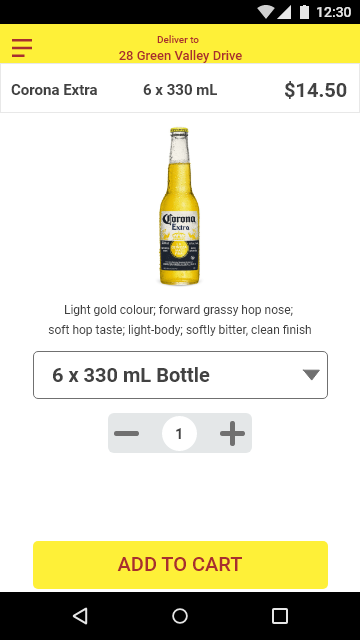 12:30
Deliver to
28 Green Valley Drive
Corona Extra 6 x 330 mL $14.50
Corona
Extra
Light gold colour; forward grassy hop nose;
soft hop taste; light-body; softly bitter, clean finish
6 x 330 mL Bottle
1
ADD TO CART